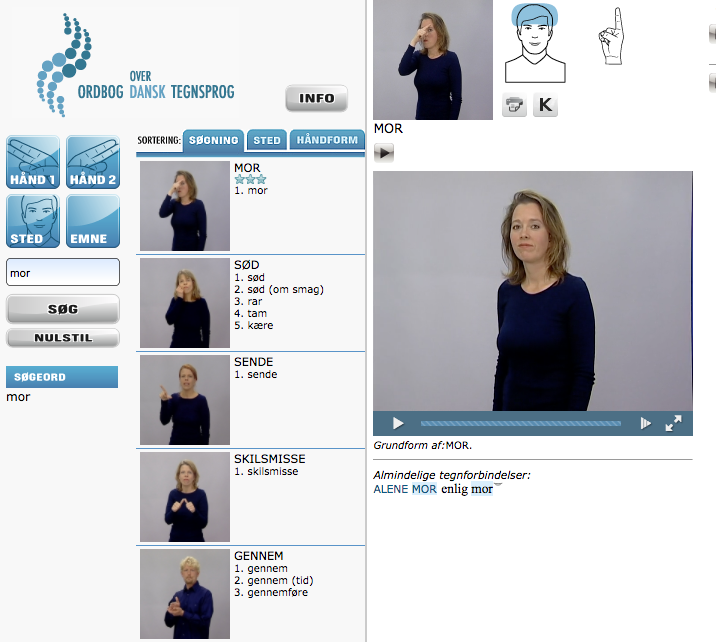 OVER
ORDBOG DANSK TEGNSPROG
INFO
HÅND 1
HÅND 2
STED
EMNE
mor
SØG
NULSTIL
SØGEORD
mor
SORTERING: SØGNING STED HÅNDFORM
MOR
1. mor
SØD
1. sød
2. sød (om smag)
3. rar
4. tam
5. kære
SENDE
1. sende
SKILSMISSE
1. skilsmisse
GENNEM
1. gennem
2. gennem (tid)
3. gennemføre
K
MOR
Grundform af:MOR.
Almindelige tegnforbindelser:
ALENE MOR enlig mor